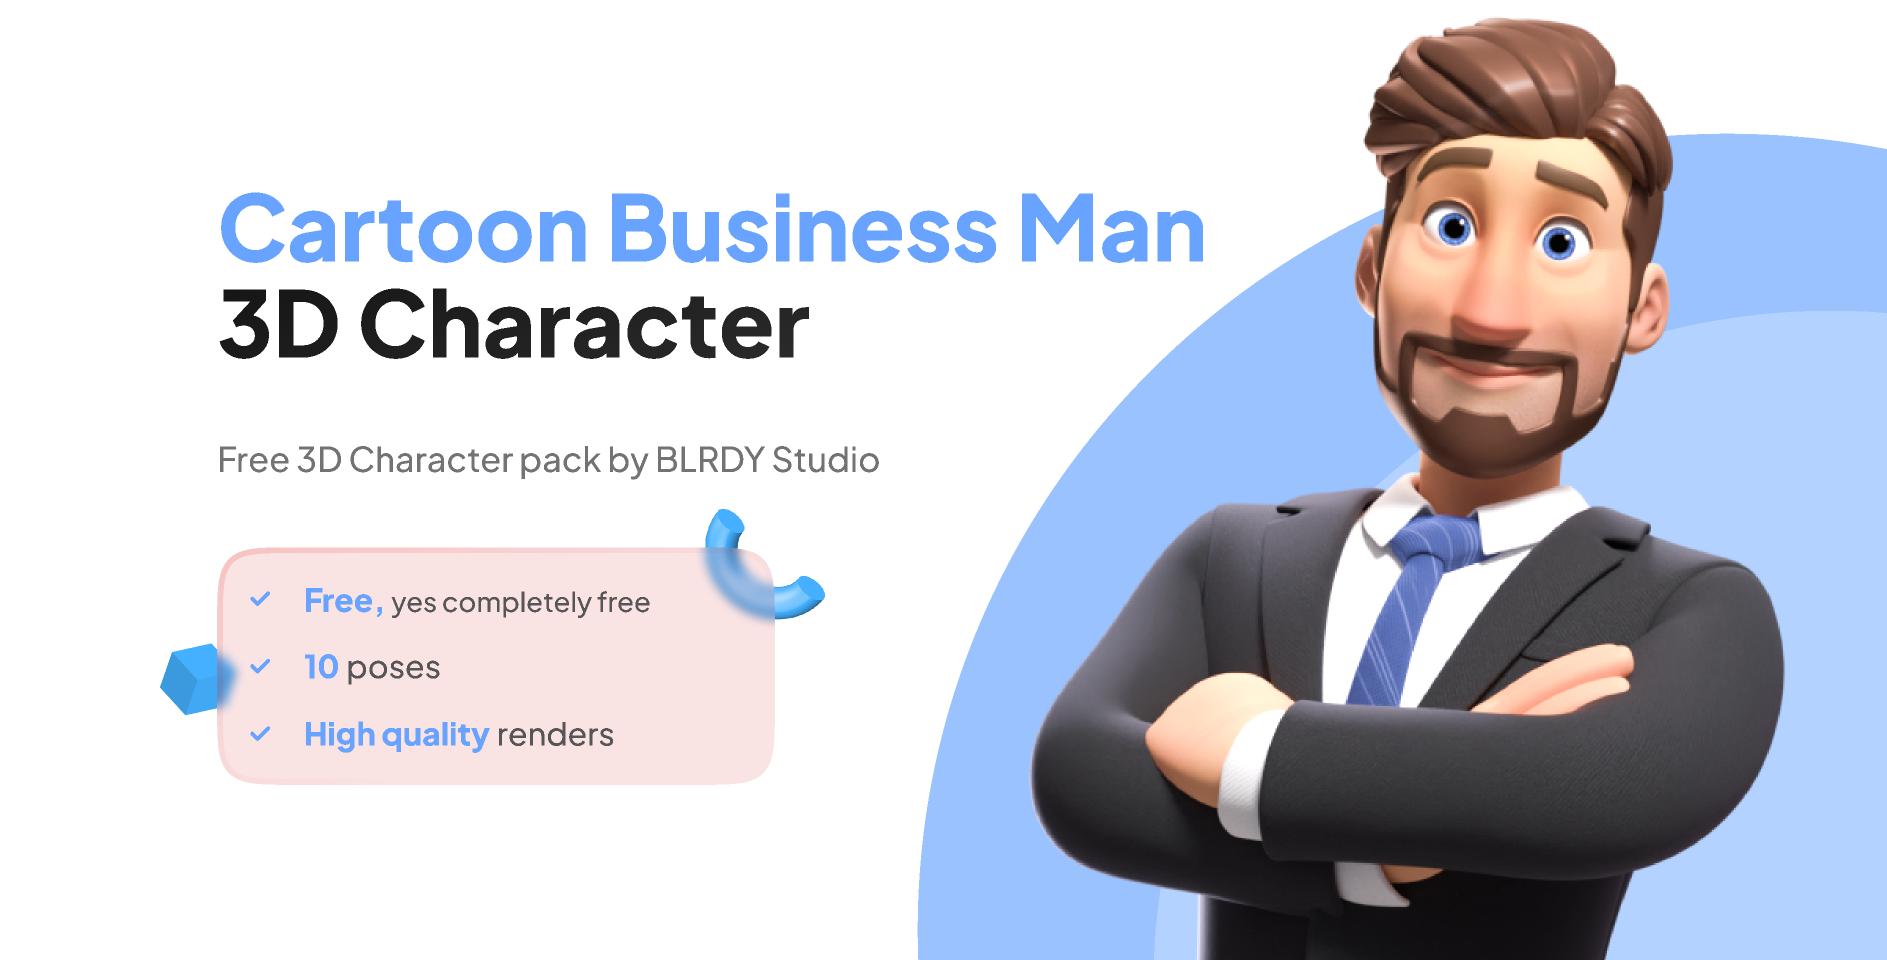 Cartoon Business Man
3D Character
Free 3D Character pack by BLRDY Studio
Free, yes completely free
10 poses
High quality renders